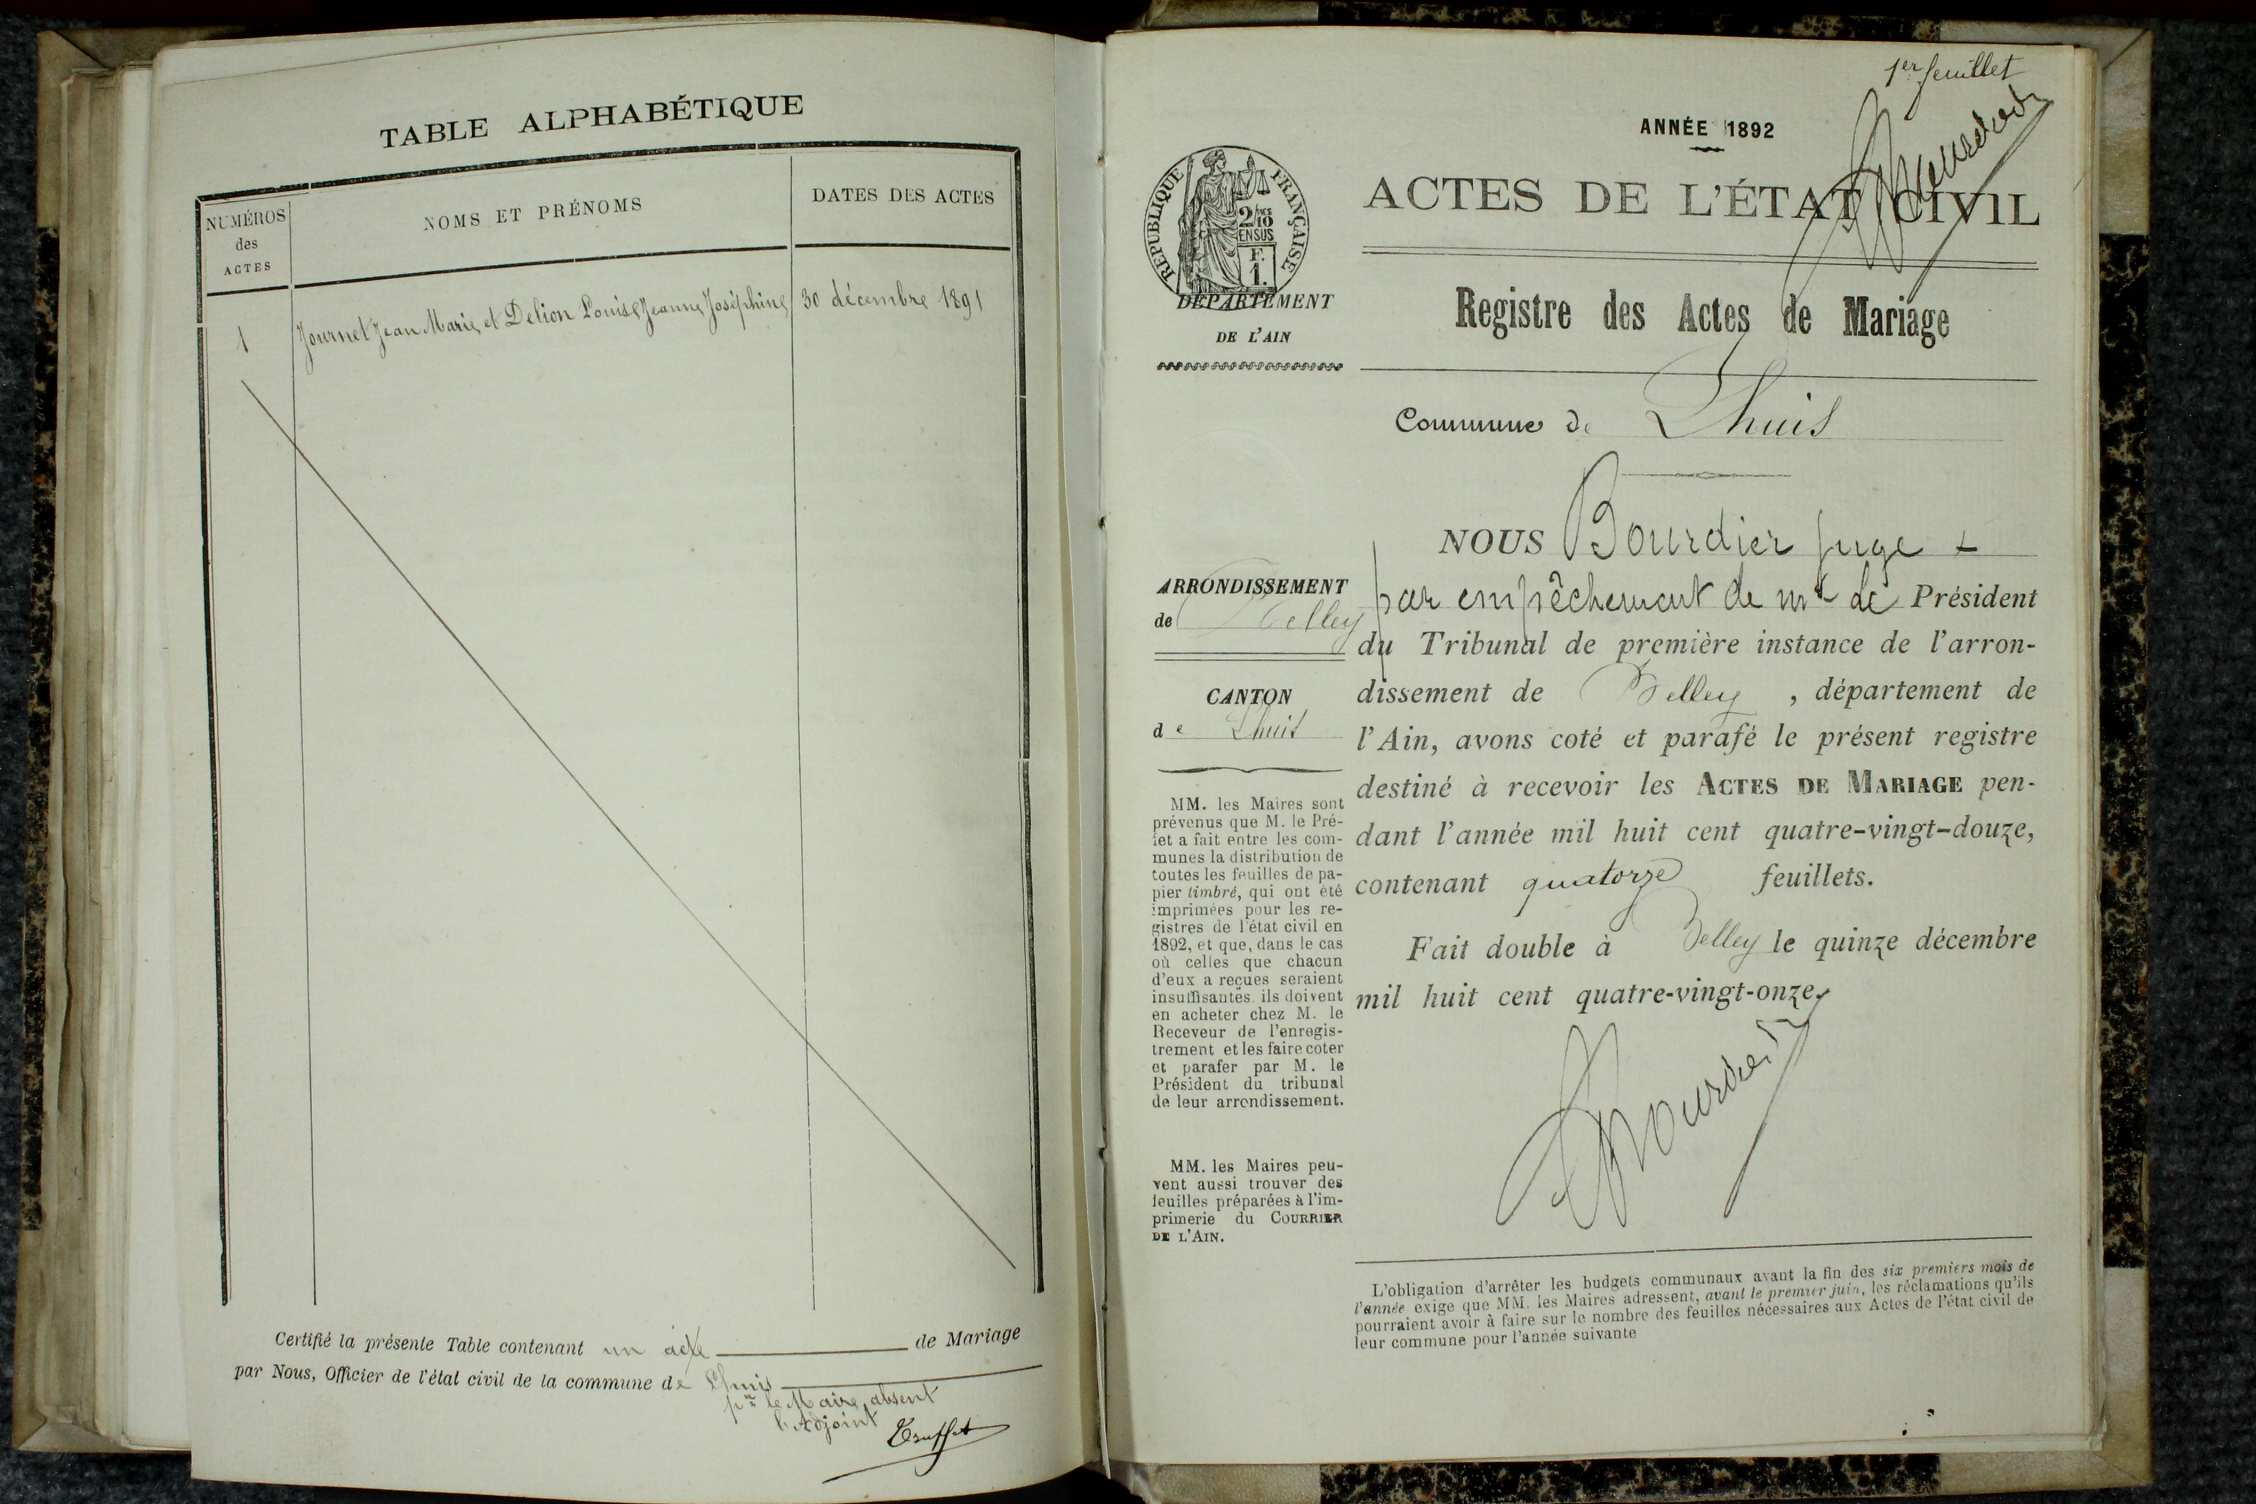 TABLE ALPHABÉTIQUE
NUMÉROS
des
ACTES
NOMS ET PRÉNOMS
DATES DES ACTES
1
Journet Jean Marie et Delion Louise Jeanne Joséphine
30 décembre 1891
Certifié la présente Table contenant un acte de Mariage
par Nous, Officier de l'état civil de la commune de Lhuis
pr le Maire absent
l'Adjoint
Truffet
1er feuillet
Bourdier
ANNÉE 1892
RÉPUBLIQUE FRANÇAISE
2/10
EN SUS
F.
1.
ACTES DE L'ÉTAT CIVIL
DÉPARTEMENT
DE L'AIN
Registre des Actes de Mariage
Commune de Lhuis
ARRONDISSEMENT
de Belley
CANTON
de Lhuis
MM. les Maires sont
prévenus que M. le Pré-
fet a fait entre les com-
munes la distribution de
toutes les feuilles de pa-
pier timbré, qui ont été
imprimées pour les re-
gistres de l'état civil en
1892, et que, dans le cas
où celles que chacun
d'eux a reçues seraient
insuffisantes ils doivent
en acheter chez M. le
Receveur de l'enregis-
trement et les faire coter
et parafer par M. le
Président du tribunal
de leur arrondissement.
MM. les Maires peu-
vent aussi trouver des
feuilles préparées à l'im-
primerie du COURRIER
DE L'AIN.
NOUS Bourdier juge
par empêchement de mr le Président
du Tribunal de première instance de l'arron-
dissement de Belley, département de
l'Ain, avons coté et parafé le présent registre
destiné à recevoir les ACTES DE MARIAGE pen-
dant l'année mil huit cent quatre-vingt-douze,
contenant quatorze feuillets.
Fait double à Belley le quinze décembre
mil huit cent quatre-vingt-onze.
Bourdier
L'obligation d'arrêter les budgets communaux avant la fin des six premiers mois de
l'année exige que MM. les Maires adressent, avant le premier juin, les réclamations qu'ils
pourraient avoir à faire sur le nombre des feuilles nécessaires aux Actes de l'état civil de
leur commune pour l'année suivante